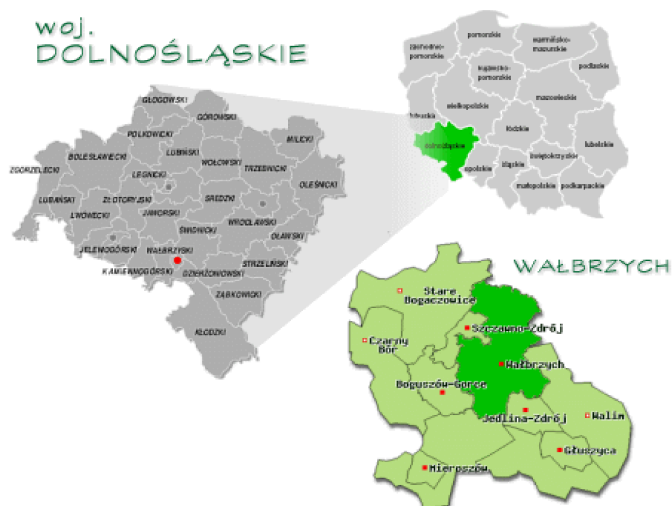 woj.
DOLNOŚLĄSKIE
pomorskie
zachodnio-
pomorskie
warmińsko-
mazurskie
podlaskie
kujawsko-
pomorskie
mazowieckie
wielkopolskie
lubuskie
łódzkie
lubelskie
dolnośląskie
opolskie
śląskie
świętokrzyskie
małopolskie
podkarpackie
GŁOGOWSKI
GÓROWSKI
POLKOWICKI
MILICKI
LUBIŃSKI
BOLESŁAWIECKI
WOŁOWSKI
ZGORZELECKI
TRZEBNICKI
LEGNICKI
OLEŚNICKI
LUBAŃSKI
ZŁOTORYJSKI
ŚREDZKI
LWÓWECKI
JAWORSKI
WROCŁAWSKI
ŚWIDNICKI
OŁAWSKI
JELENIOGÓRSKI
WAŁBRZYSKI
STRZELIŃSKI
KAMIENNOGÓRSKI
DZIERŻONIOWSKI
ZĄBKOWICKI
KŁODZKI
WAŁBRZYCH
Stare
Bogaczowice
Szczawno-Zdrój
Czarny
Bór
Wałbrzych
Boguszów-Gorce
Jedlina-Zdrój
Walim
Głuszyca
Mieroszów